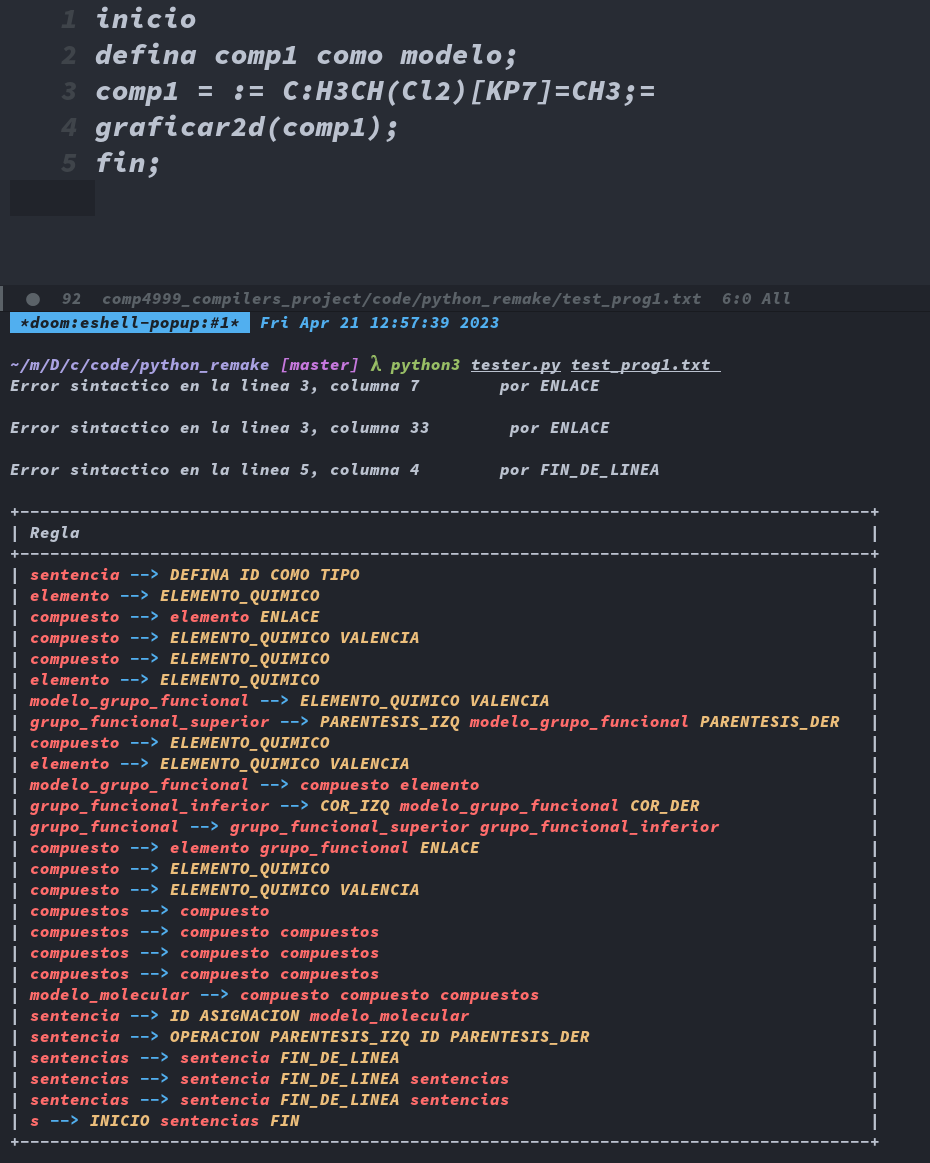 1 inicio
2 defina comp1 como modelo;
3 comp1 = := C:H3CH(Cl2)[KP7]=CH3;=
4 graficar2d(comp1);
5 fin;
92 comp4999_compilers_project/code/python_remake/test_prog1.txt 6:0 All
*doom:eshell-popup:#1* Fri Apr 21 12:57:39 2023
~/m/D/c/code/python_remake [master] λ python3 tester.py test_prog1.txt
Error sintactico en la linea 3, columna 7 por ENLACE
Error sintactico en la linea 3, columna 33 por ENLACE
Error sintactico en la linea 5, columna 4 por FIN_DE_LINEA
+-------------------------------------------------------------------------------------+
| Regla |
+-------------------------------------------------------------------------------------+
| sentencia --> DEFINA ID COMO TIPO |
| elemento --> ELEMENTO_QUIMICO |
| compuesto --> elemento ENLACE |
| compuesto --> ELEMENTO_QUIMICO VALENCIA |
| compuesto --> ELEMENTO_QUIMICO |
| elemento --> ELEMENTO_QUIMICO |
| modelo_grupo_funcional --> ELEMENTO_QUIMICO VALENCIA |
| grupo_funcional_superior --> PARENTESIS_IZQ modelo_grupo_funcional PARENTESIS_DER |
| compuesto --> ELEMENTO_QUIMICO |
| elemento --> ELEMENTO_QUIMICO VALENCIA |
| modelo_grupo_funcional --> compuesto elemento |
| grupo_funcional_inferior --> COR_IZQ modelo_grupo_funcional COR_DER |
| grupo_funcional --> grupo_funcional_superior grupo_funcional_inferior |
| compuesto --> elemento grupo_funcional ENLACE |
| compuesto --> ELEMENTO_QUIMICO |
| compuesto --> ELEMENTO_QUIMICO VALENCIA |
| compuestos --> compuesto |
| compuestos --> compuesto compuestos |
| compuestos --> compuesto compuestos |
| compuestos --> compuesto compuestos |
| modelo_molecular --> compuesto compuesto compuestos |
| sentencia --> ID ASIGNACION modelo_molecular |
| sentencia --> OPERACION PARENTESIS_IZQ ID PARENTESIS_DER |
| sentencias --> sentencia FIN_DE_LINEA |
| sentencias --> sentencia FIN_DE_LINEA sentencias |
| sentencias --> sentencia FIN_DE_LINEA sentencias |
| s --> INICIO sentencias FIN |
+-------------------------------------------------------------------------------------+